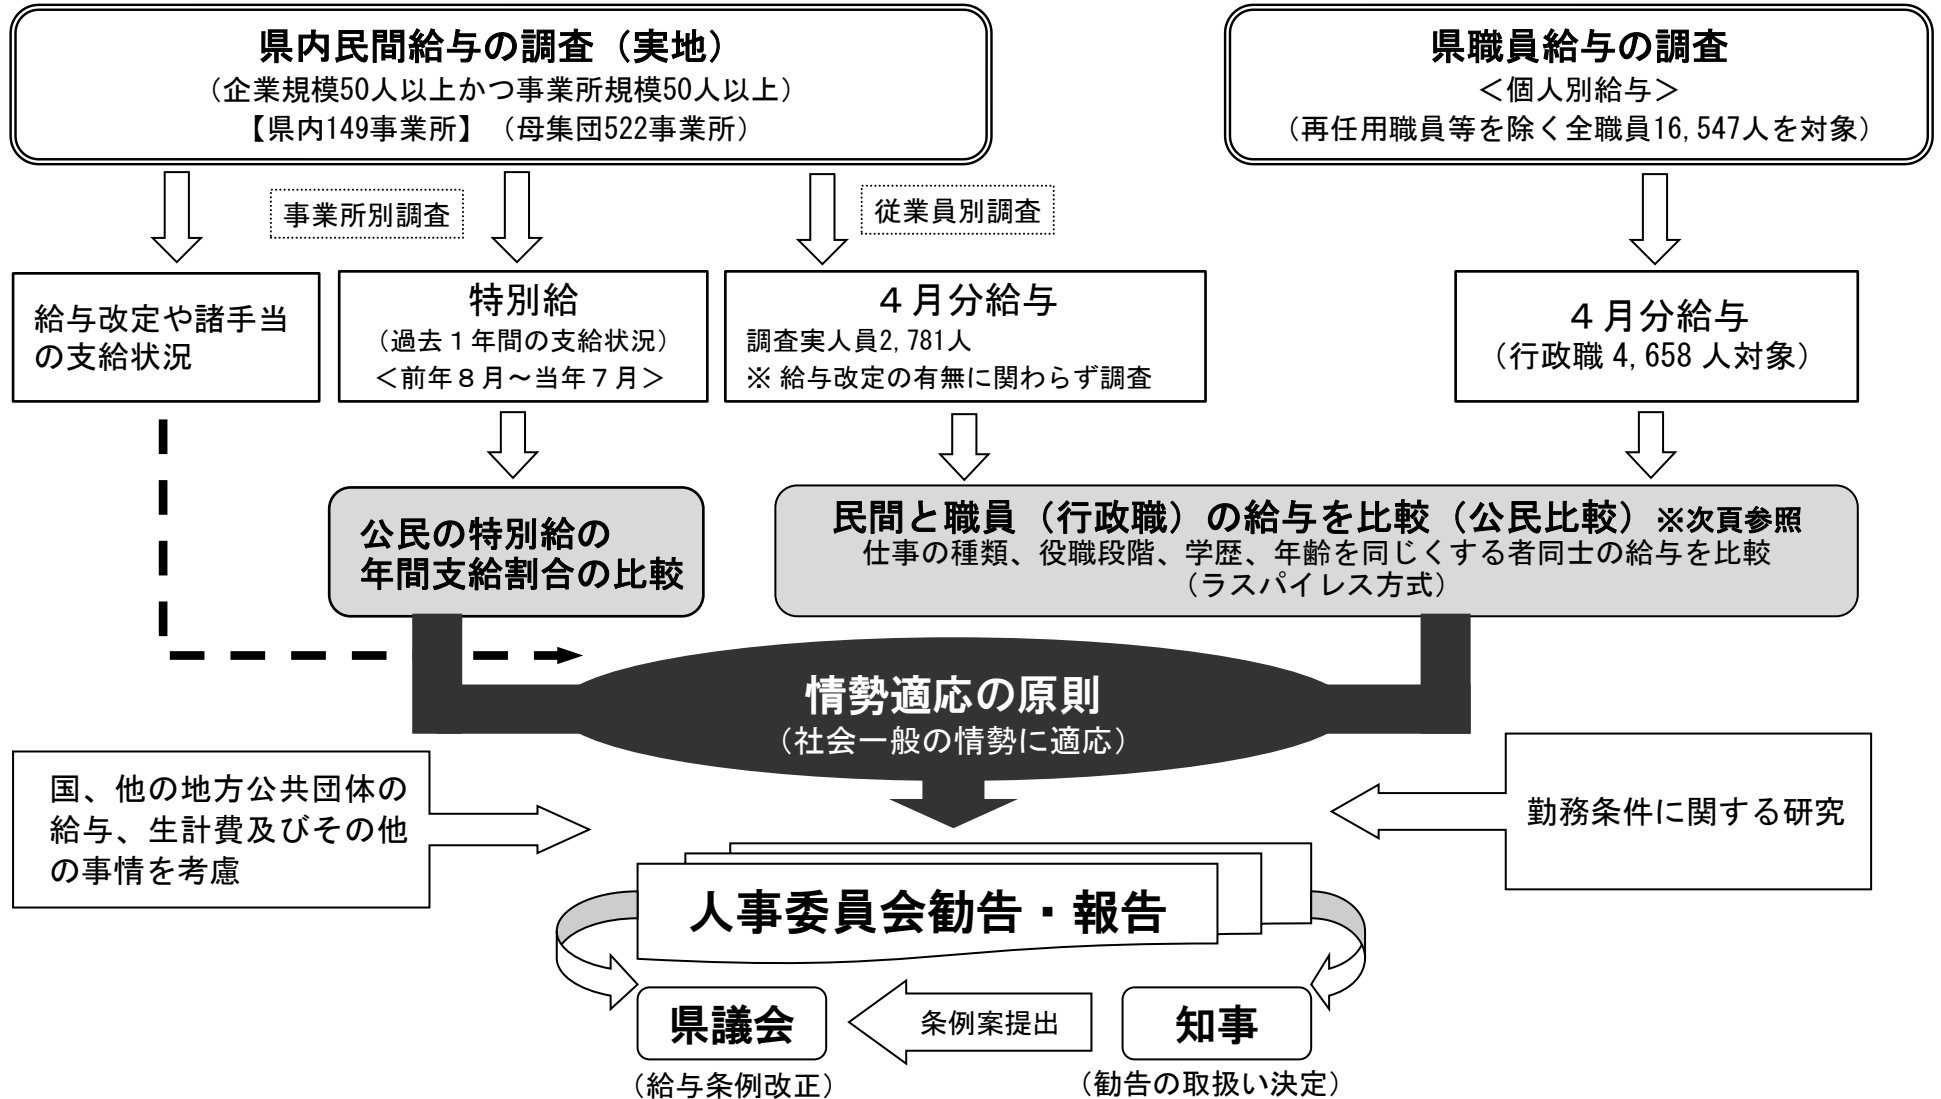 県内民間給与の調査（実地）
（企業規模50人以上かつ事業所規模50人以上）
【県内149事業所】（母集団522事業所）
県職員給与の調査
＜個人別給与＞
（再任用職員等を除く全職員16,547人を対象）
事業所別調査
従業員別調査
給与改定や諸手当
の支給状況
特別給
（過去１年間の支給状況）
＜前年８月～当年７月＞
４月分給与
調査実人員2,781人
※ 給与改定の有無に関わらず調査
４月分給与
（行政職 4,658 人対象）
公民の特別給の
年間支給割合の比較
民間と職員（行政職）の給与を比較（公民比較）※次頁参照
仕事の種類、役職段階、学歴、年齢を同じくする者同士の給与を比較
（ラスパイレス方式）
情勢適応の原則
（社会一般の情勢に適応）
国、他の地方公共団体の
給与、生計費及びその他
の事情を考慮
勤務条件に関する研究
人事委員会勧告・報告
県議会
条例案提出
知事
（給与条例改正）
（勧告の取扱い決定）